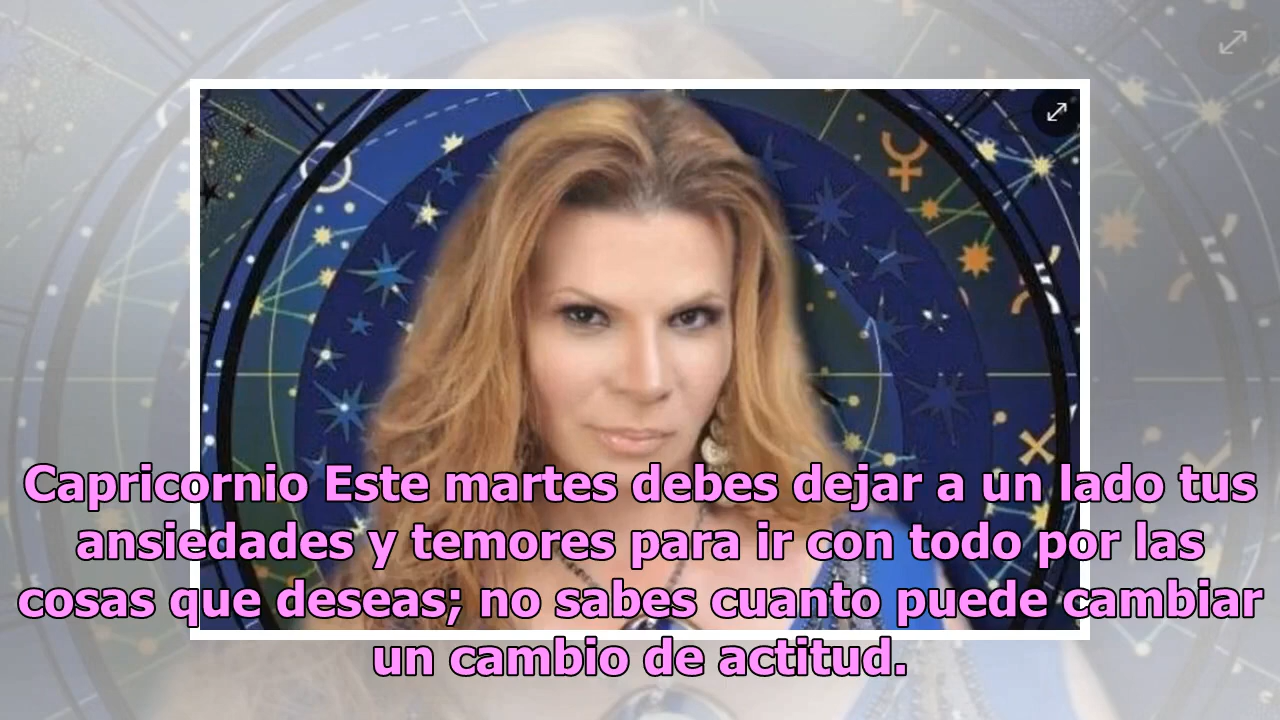 Capricornio Este martes debes dejar a un lado tus
ansiedades y temores para ir con todo por las
cosas que deseas; no sabes cuanto puede cambiar
un cambio de actitud.